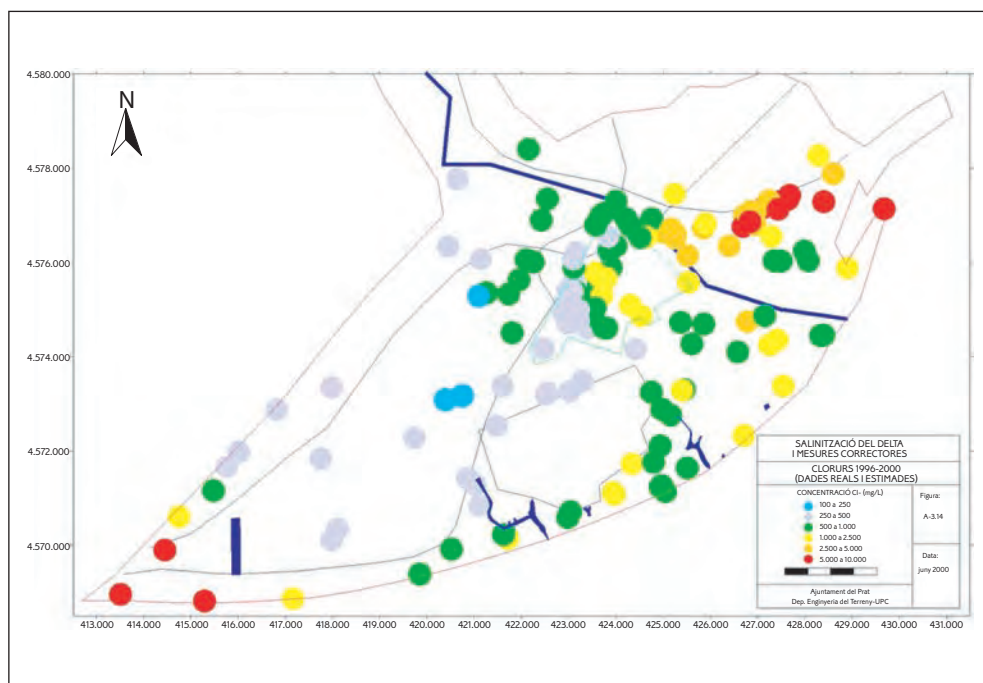 4.580.000
N
4.578.000
4.576.000
4.574.000
4.572.000
4.570.000
413.000 414.000 415.000 416.000 417.000 418.000 419.000 420.000 421.000 422.000 423.000 424.000 425.000 426.000 427.000 428.000 429.000 430.000 431.000
SALINITZACIÓ DEL DELTA
I MESURES CORRECTORES
CLORURS 1996-2000
(DADES REALS I ESTIMADES)
CONCENTRACIÓ Cl- (mg/L)
100 a 250
250 a 500
500 a 1.000
1.000 a 2.500
2.500 a 5.000
5.000 a 10.000
Figura:
A-3.14
Data:
juny 2000
Ajuntament del Prat
Dep. Enginyeria del Terreny-UPC